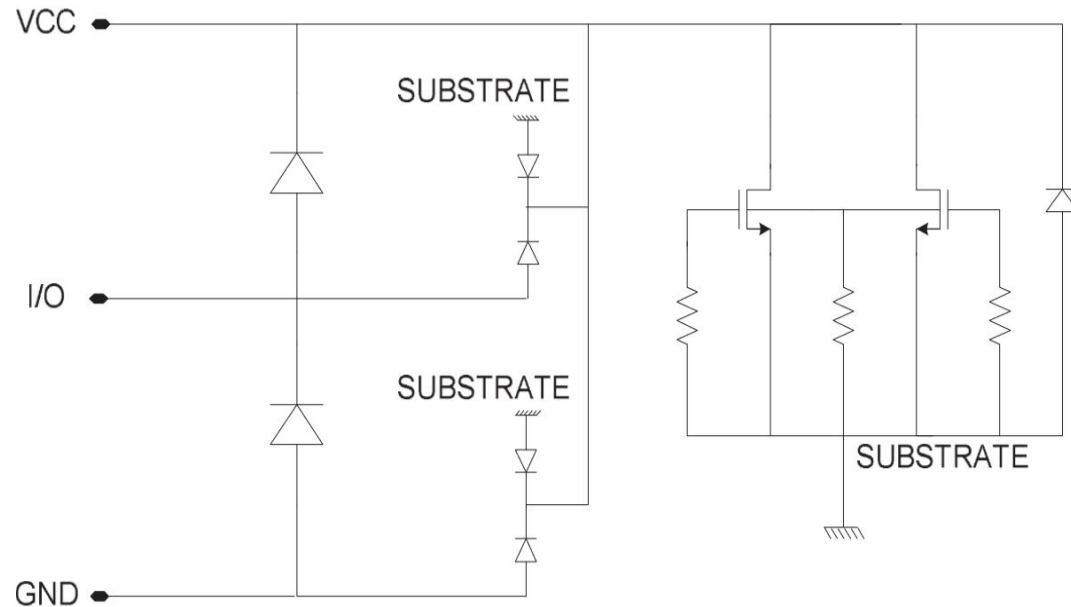 VCC
SUBSTRATE
I/O
SUBSTRATE
SUBSTRATE
GND